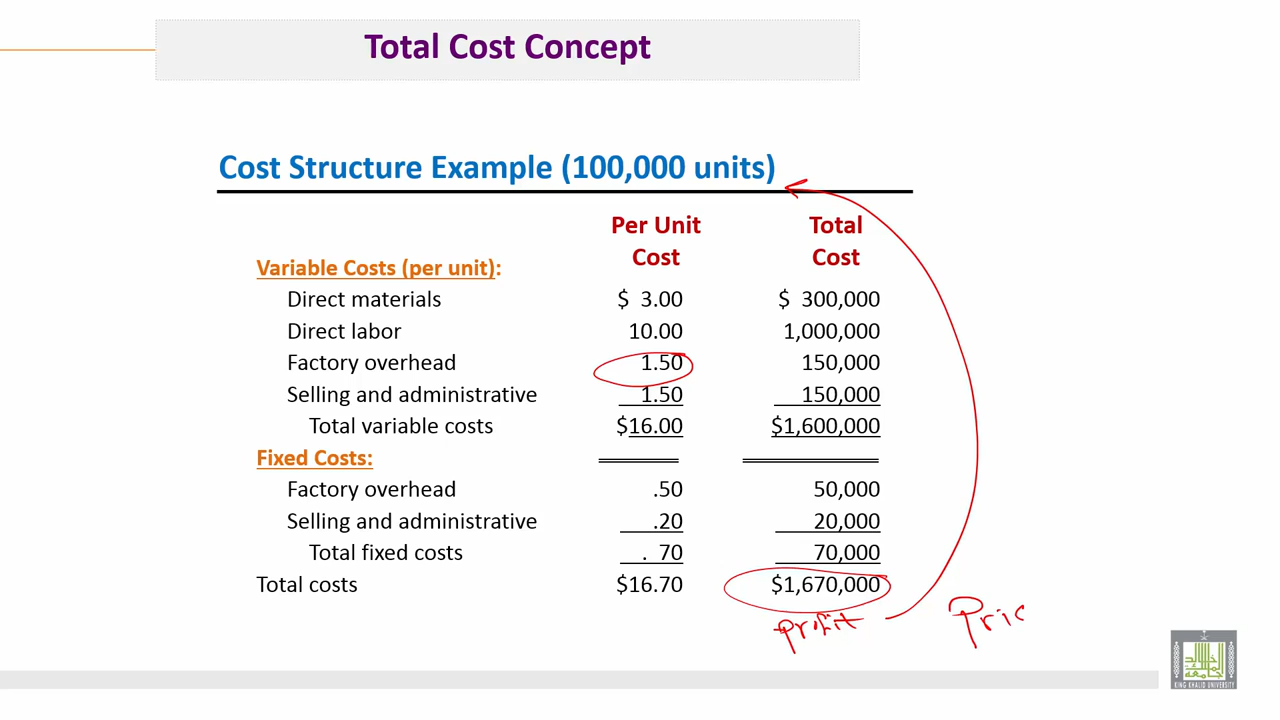 Total Cost Concept
Cost Structure Example (100,000 units)
Per Unit Total
Cost Cost
Variable Costs (per unit):
Direct materials $ 3.00 $ 300,000
Direct labor 10.00 1,000,000
Factory overhead 1.50 150,000
Selling and administrative 1.50 150,000
Total variable costs $16.00 $1,600,000
Fixed Costs:
Factory overhead .50 50,000
Selling and administrative .20 20,000
Total fixed costs . 70 70,000
Total costs $16.70 $1,670,000
profit Pric
KING KHALID UNIVERSITY